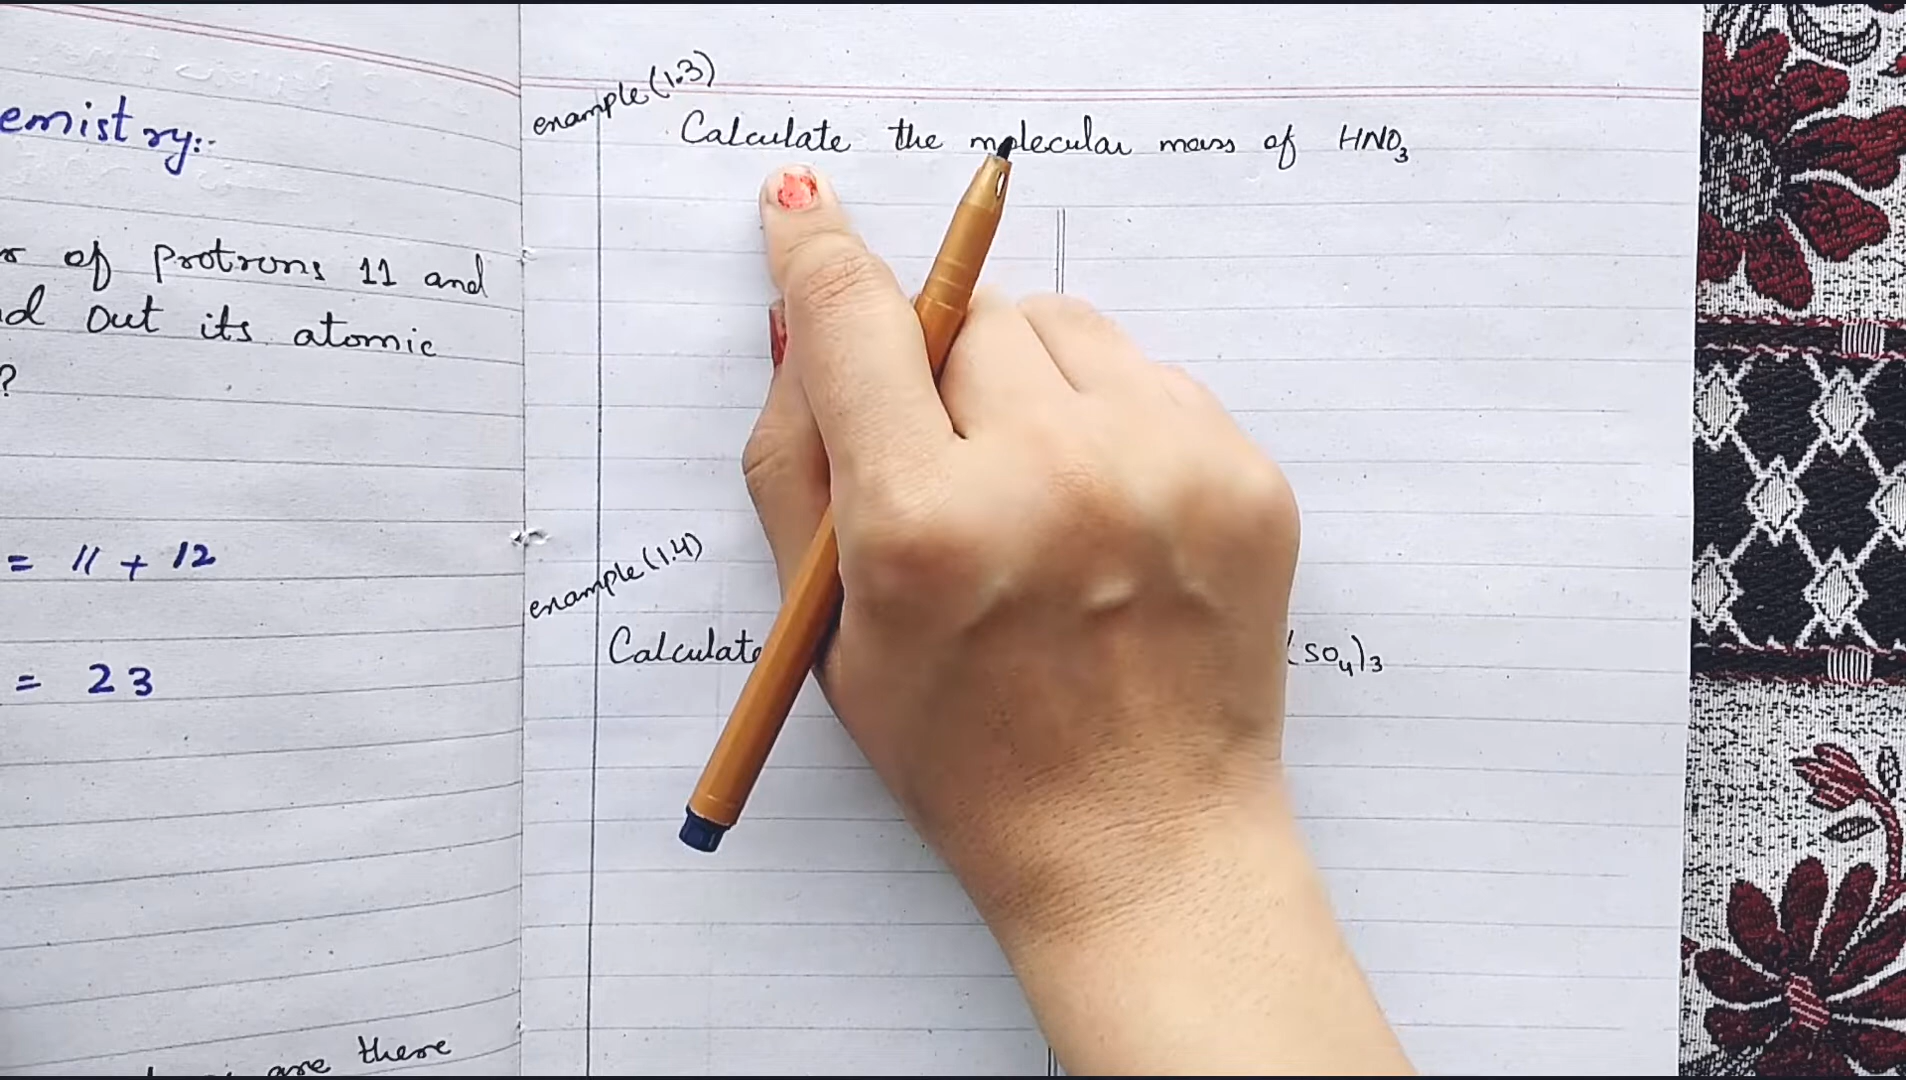 emistry:-
of Protrons 11 and
d out its atomic
?
= 11 + 12
= 23
are there
example (1.3)
Calculate the molecular mass of HNO₃
example (1.4)
Calculate (SO₄)₃